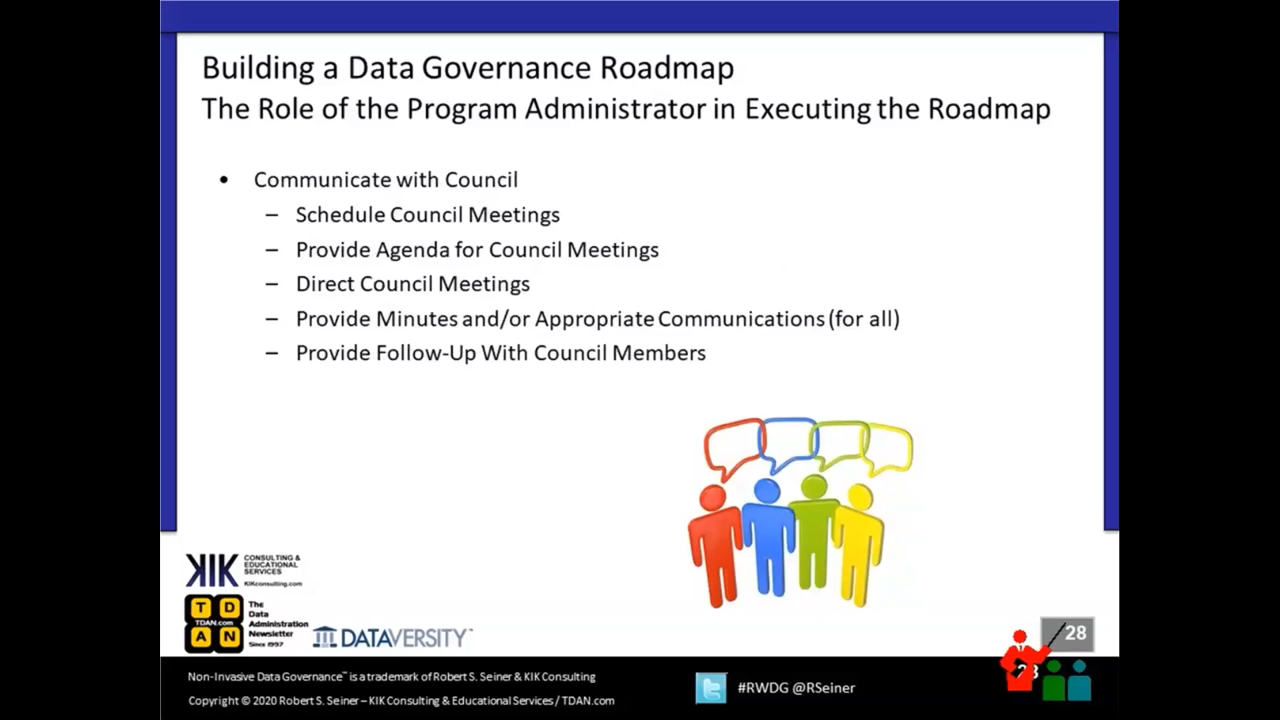 Building a Data Governance Roadmap
The Role of the Program Administrator in Executing the Roadmap
• Communicate with Council
– Schedule Council Meetings
– Provide Agenda for Council Meetings
– Direct Council Meetings
– Provide Minutes and/or Appropriate Communications (for all)
– Provide Follow-Up With Council Members
KIK
CONSULTING &
EDUCATIONAL
SERVICES
KIKconsulting.com
T D
TDAN.com
A N
The
Data
Administration
Newsletter
Since 1997
DATAVERSITY™
28
Non-Invasive Data Governance™ is a trademark of Robert S. Seiner & KIK Consulting
Copyright © 2020 Robert S. Seiner – KIK Consulting & Educational Services / TDAN.com
#RWDG @RSeiner